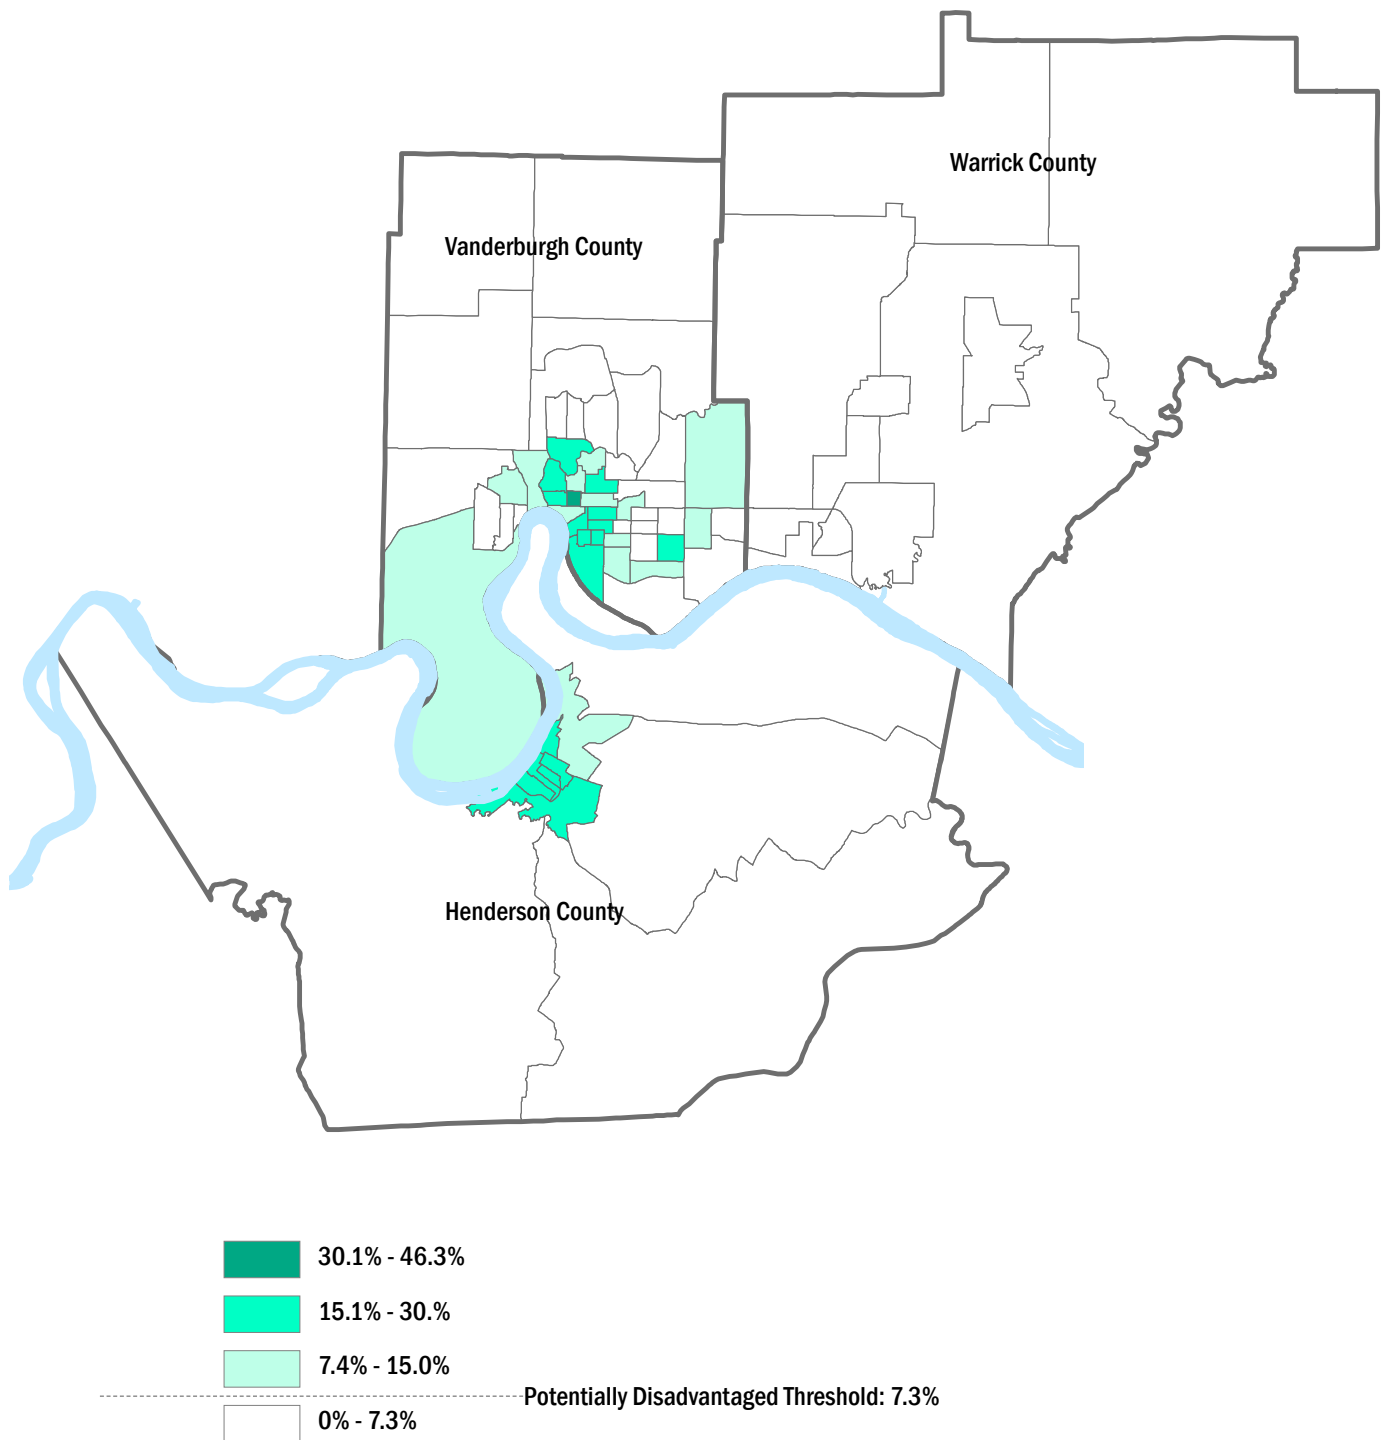 Warrick County
Vanderburgh County
Henderson County
30.1% - 46.3%
15.1% - 30.%
7.4% - 15.0%
Potentially Disadvantaged Threshold: 7.3%
0% - 7.3%